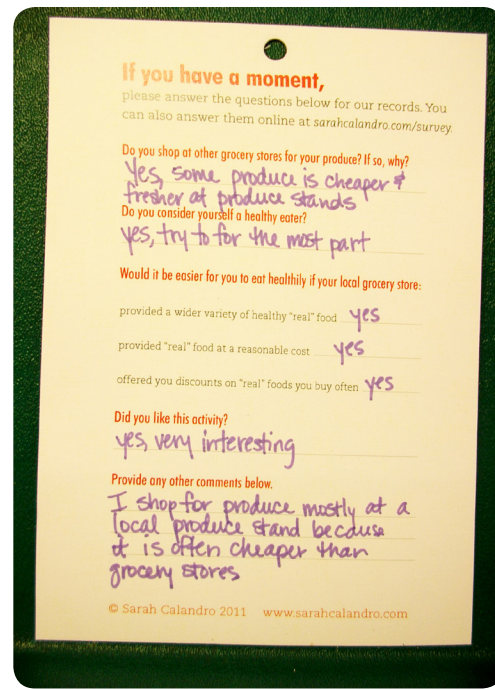 If you have a moment,
please answer the questions below for our records. You
can also answer them online at sarahcalandro.com/survey.
Do you shop at other grocery stores for your produce? If so, why?
Yes, some produce is cheaper &
fresher at produce stands
Do you consider yourself a healthy eater?
yes, try to for the most part
Would it be easier for you to eat healthily if your local grocery store:
provided a wider variety of healthy "real" food yes
provided "real" food at a reasonable cost yes
offered you discounts on "real" foods you buy often yes
Did you like this activity?
yes, very interesting
Provide any other comments below.
I shop for produce mostly at a
local produce stand because
it is often cheaper than
grocery stores
© Sarah Calandro 2011 www.sarahcalandro.com